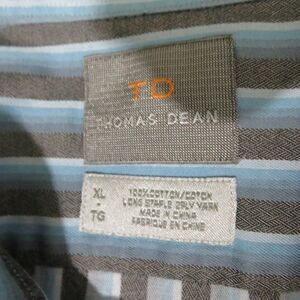 TD
THOMAS DEAN
XL
TG
100%COTTON/COTON
LONG STAPLE 2PLY YARN
MADE IN CHINA
FABRIQUE EN CHINE